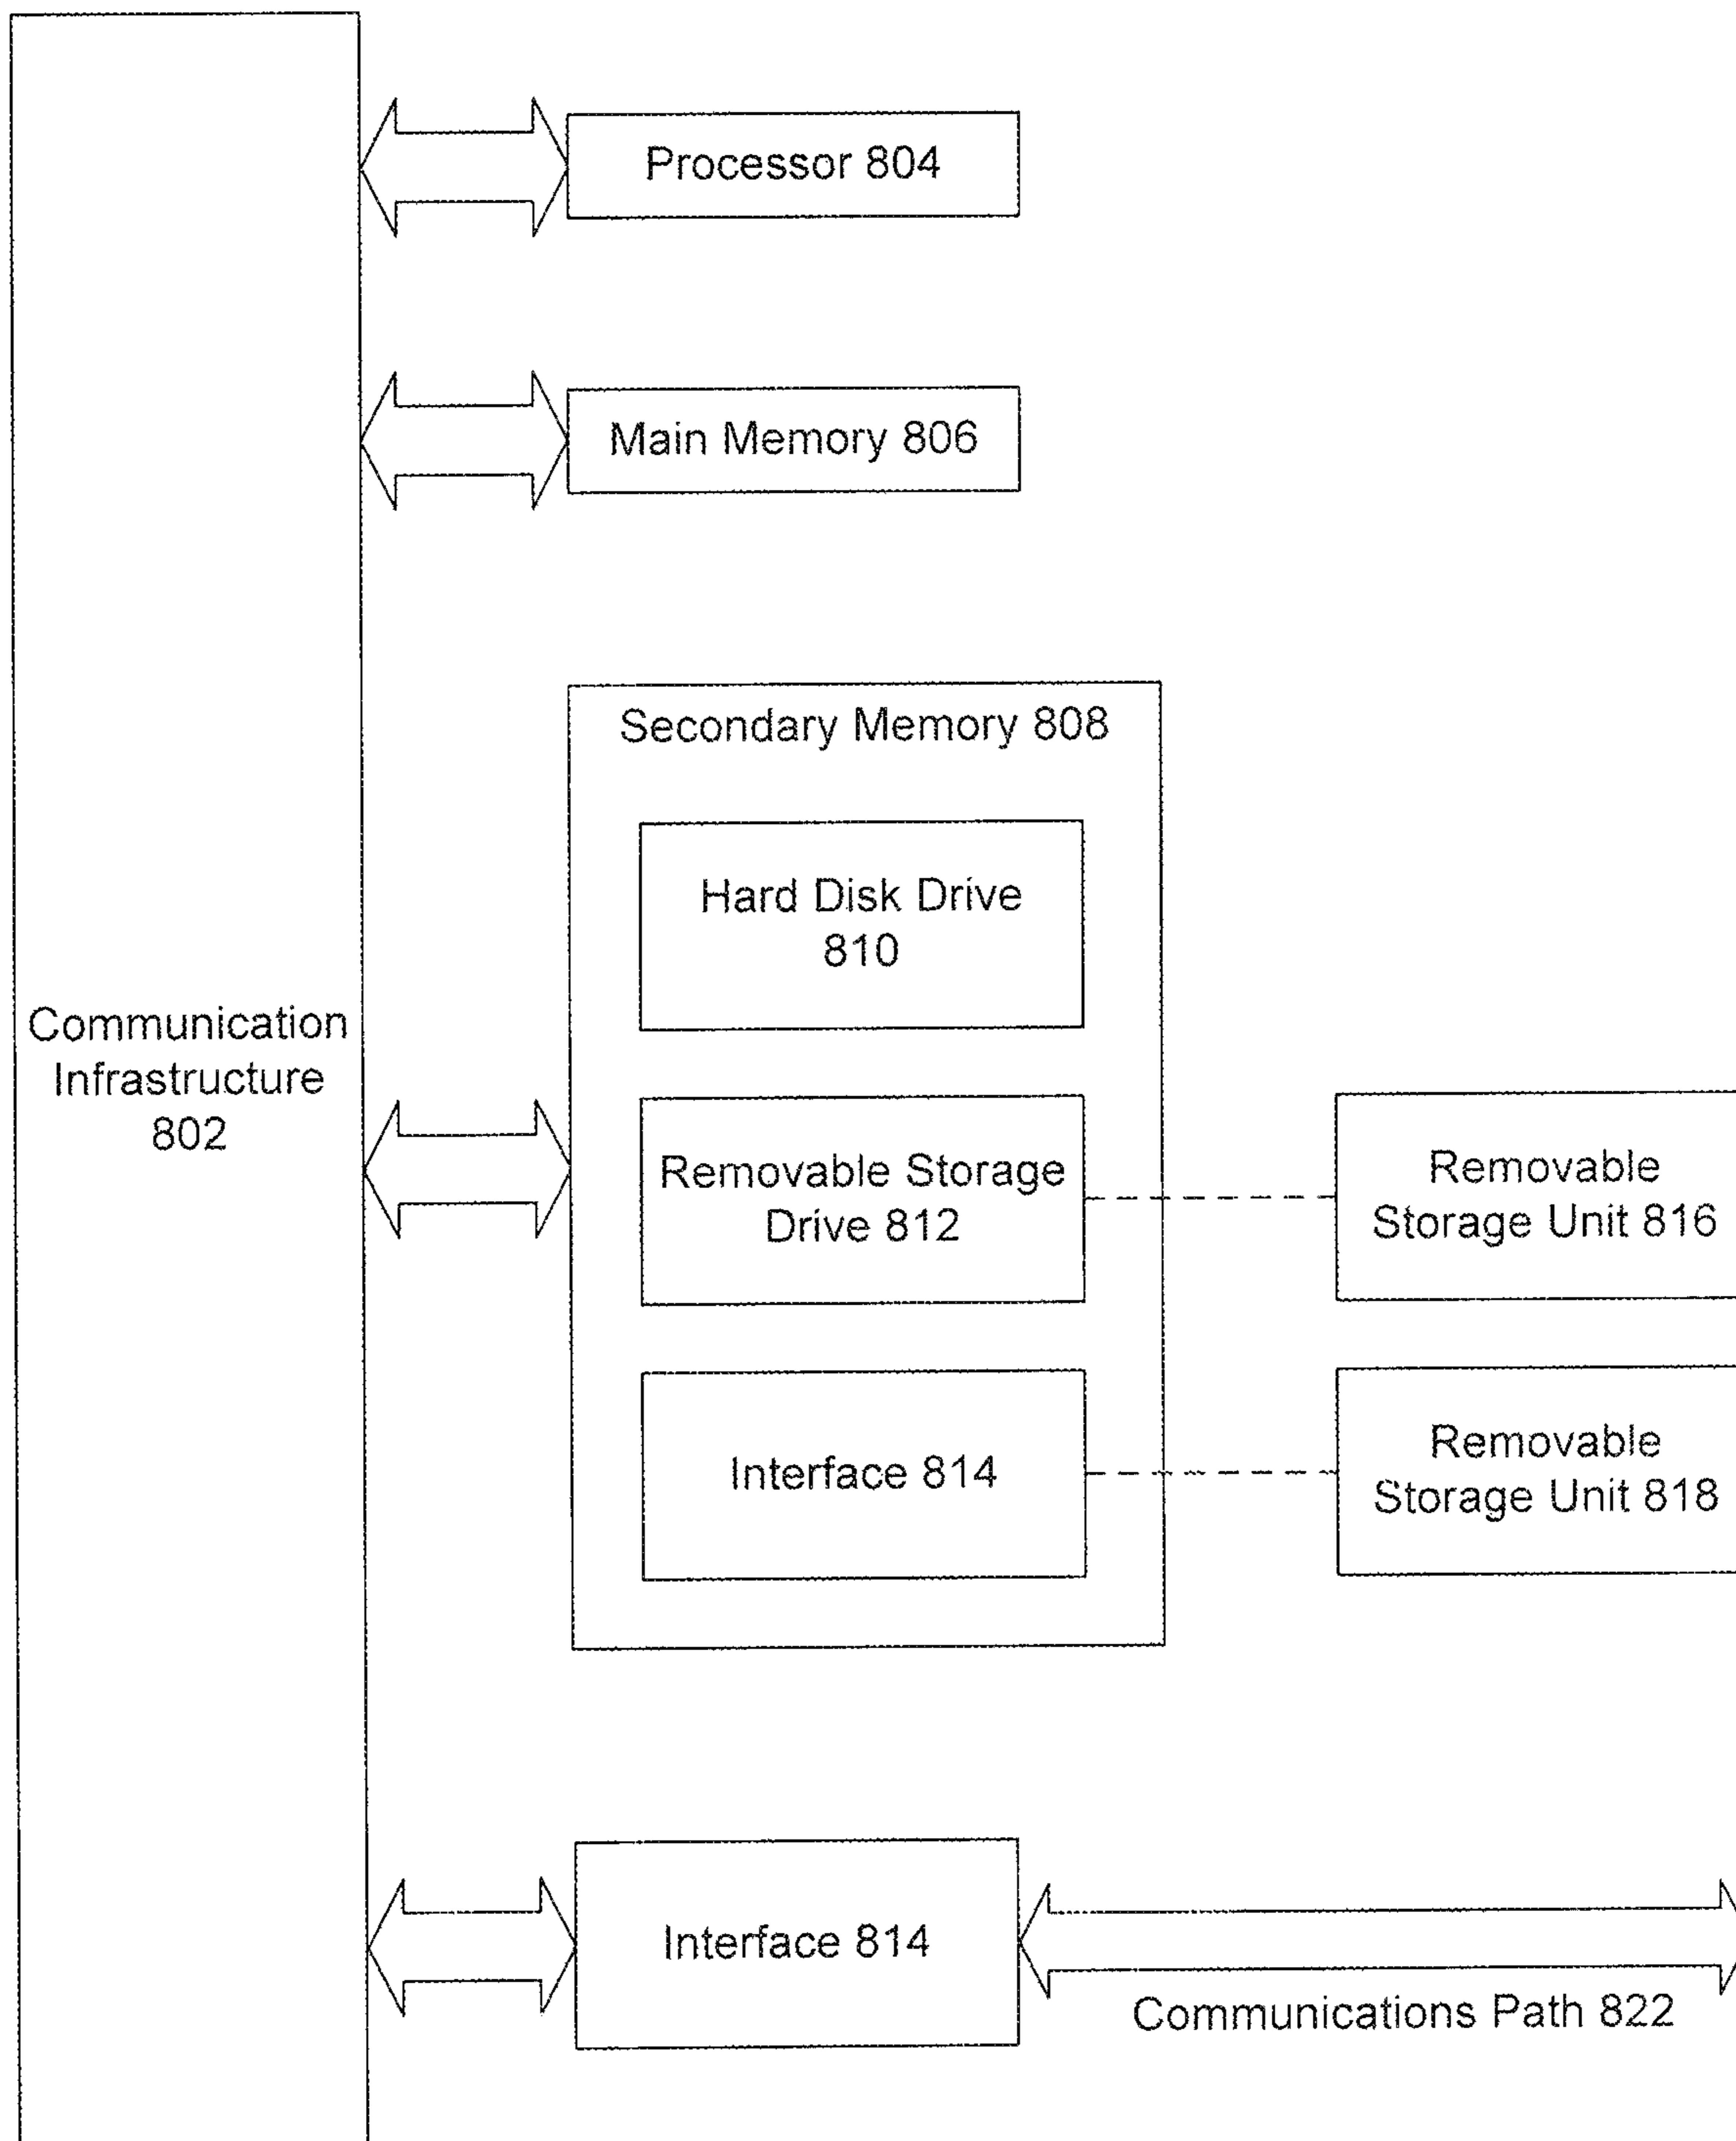 Processor 804
Main Memory 806
Secondary Memory 808
Hard Disk Drive
810
Communication
Infrastructure
802
Removable Storage
Drive 812
Removable
Storage Unit 816
Interface 814
Removable
Storage Unit 818
Interface 814
Communications Path 822